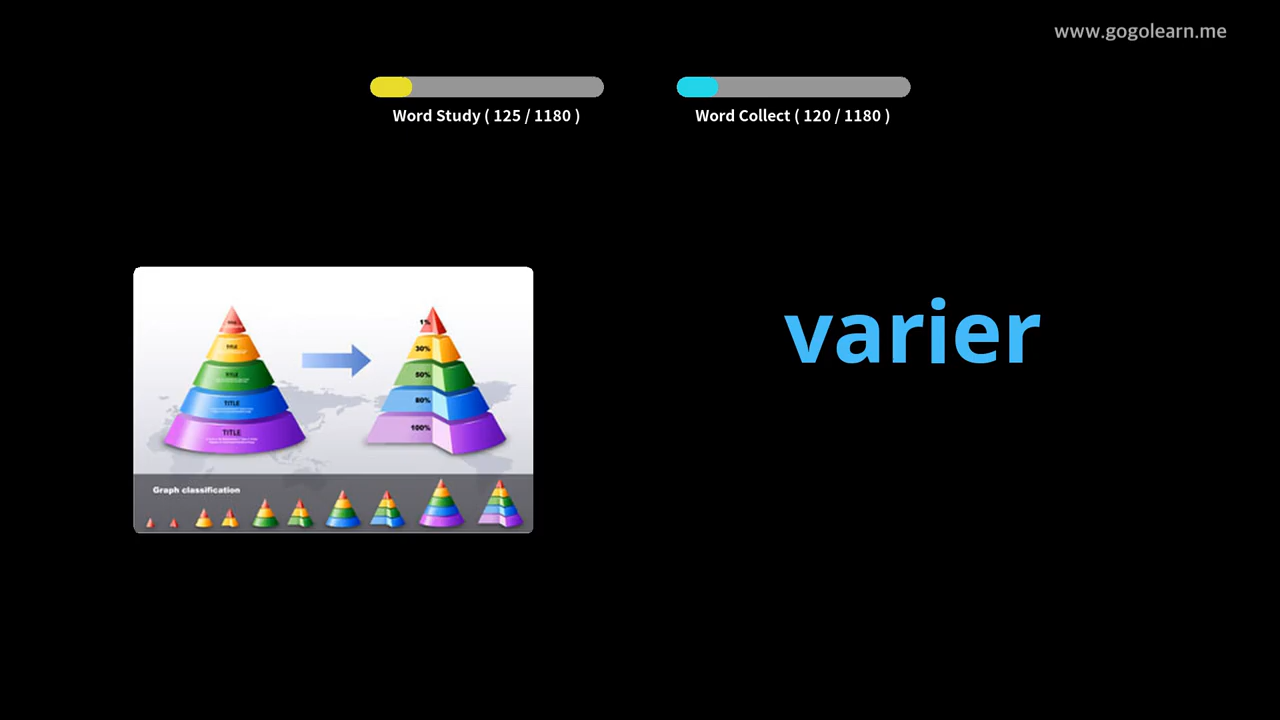 www.gogolearn.me
Word Study ( 125 / 1180 )
Word Collect ( 120 / 1180 )
varier
TITLE
TITLE
TITLE
TITLE
1%
30%
50%
80%
100%
Graph classification